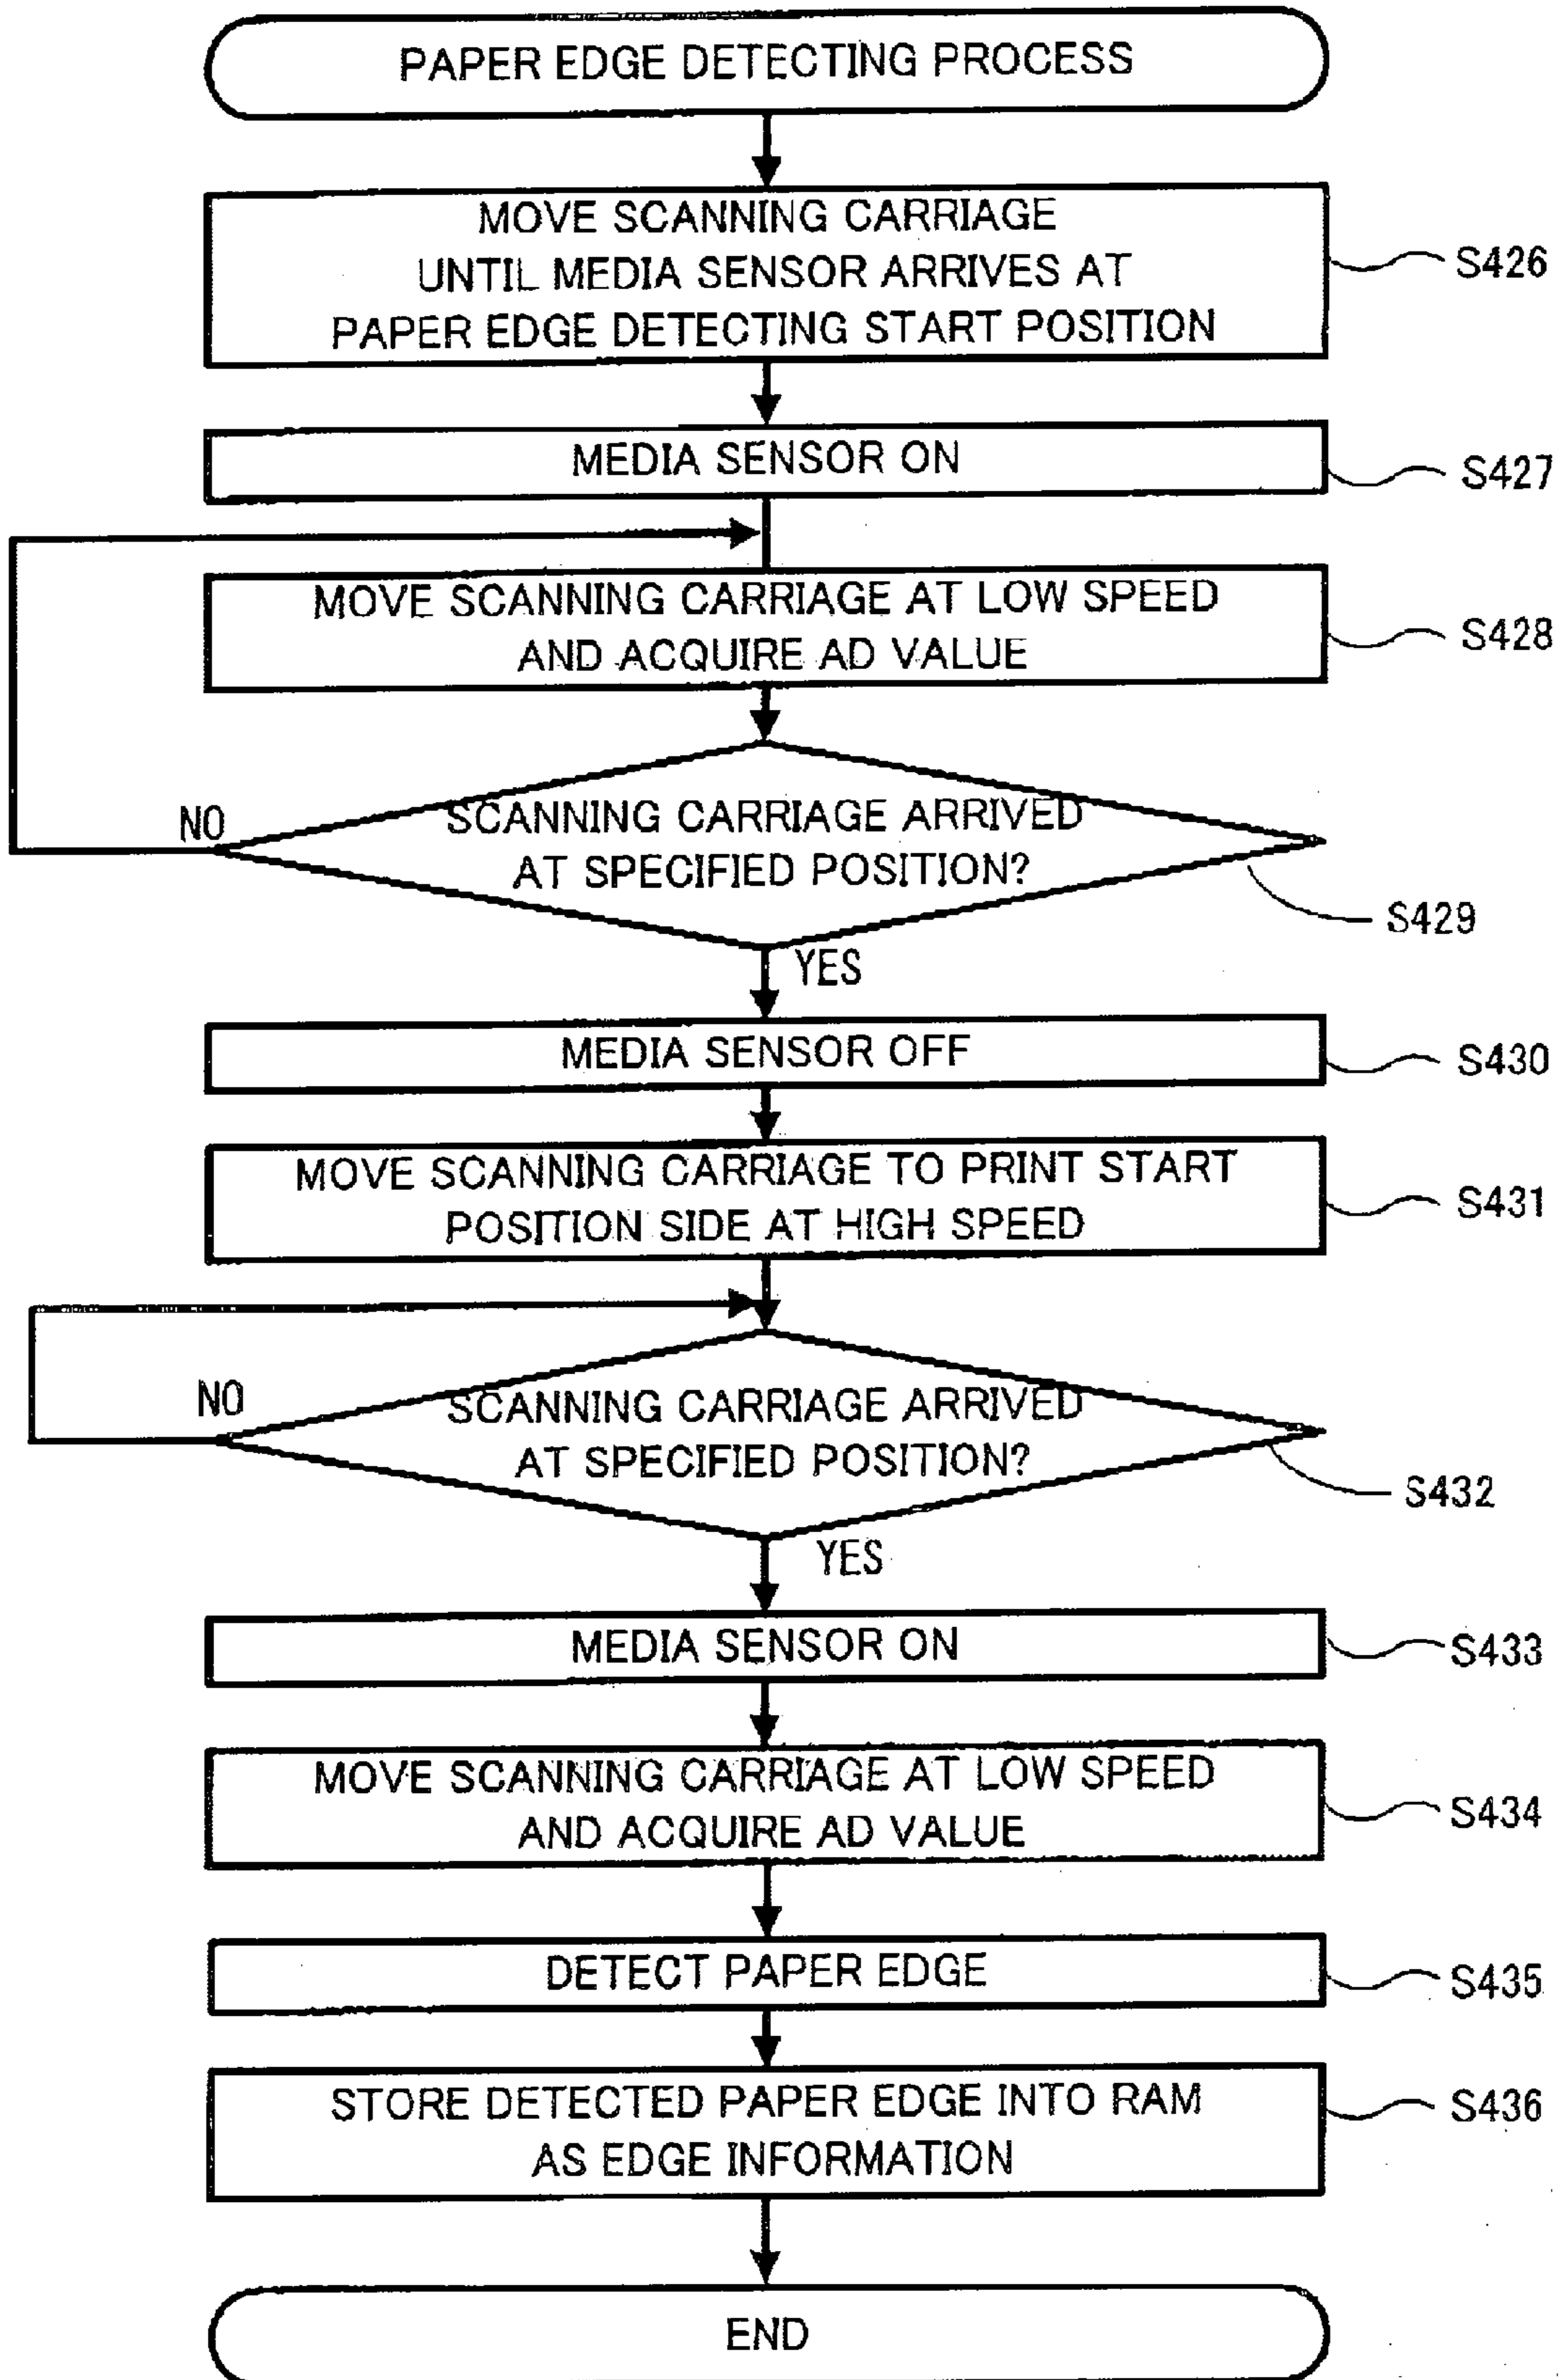 PAPER EDGE DETECTING PROCESS
MOVE SCANNING CARRIAGE
UNTIL MEDIA SENSOR ARRIVES AT
PAPER EDGE DETECTING START POSITION
S426
MEDIA SENSOR ON
S427
MOVE SCANNING CARRIAGE AT LOW SPEED
AND ACQUIRE AD VALUE
S428
NO
SCANNING CARRIAGE ARRIVED
AT SPECIFIED POSITION?
S429
YES
MEDIA SENSOR OFF
S430
MOVE SCANNING CARRIAGE TO PRINT START
POSITION SIDE AT HIGH SPEED
S431
NO
SCANNING CARRIAGE ARRIVED
AT SPECIFIED POSITION?
S432
YES
MEDIA SENSOR ON
S433
MOVE SCANNING CARRIAGE AT LOW SPEED
AND ACQUIRE AD VALUE
S434
DETECT PAPER EDGE
S435
STORE DETECTED PAPER EDGE INTO RAM
AS EDGE INFORMATION
S436
END